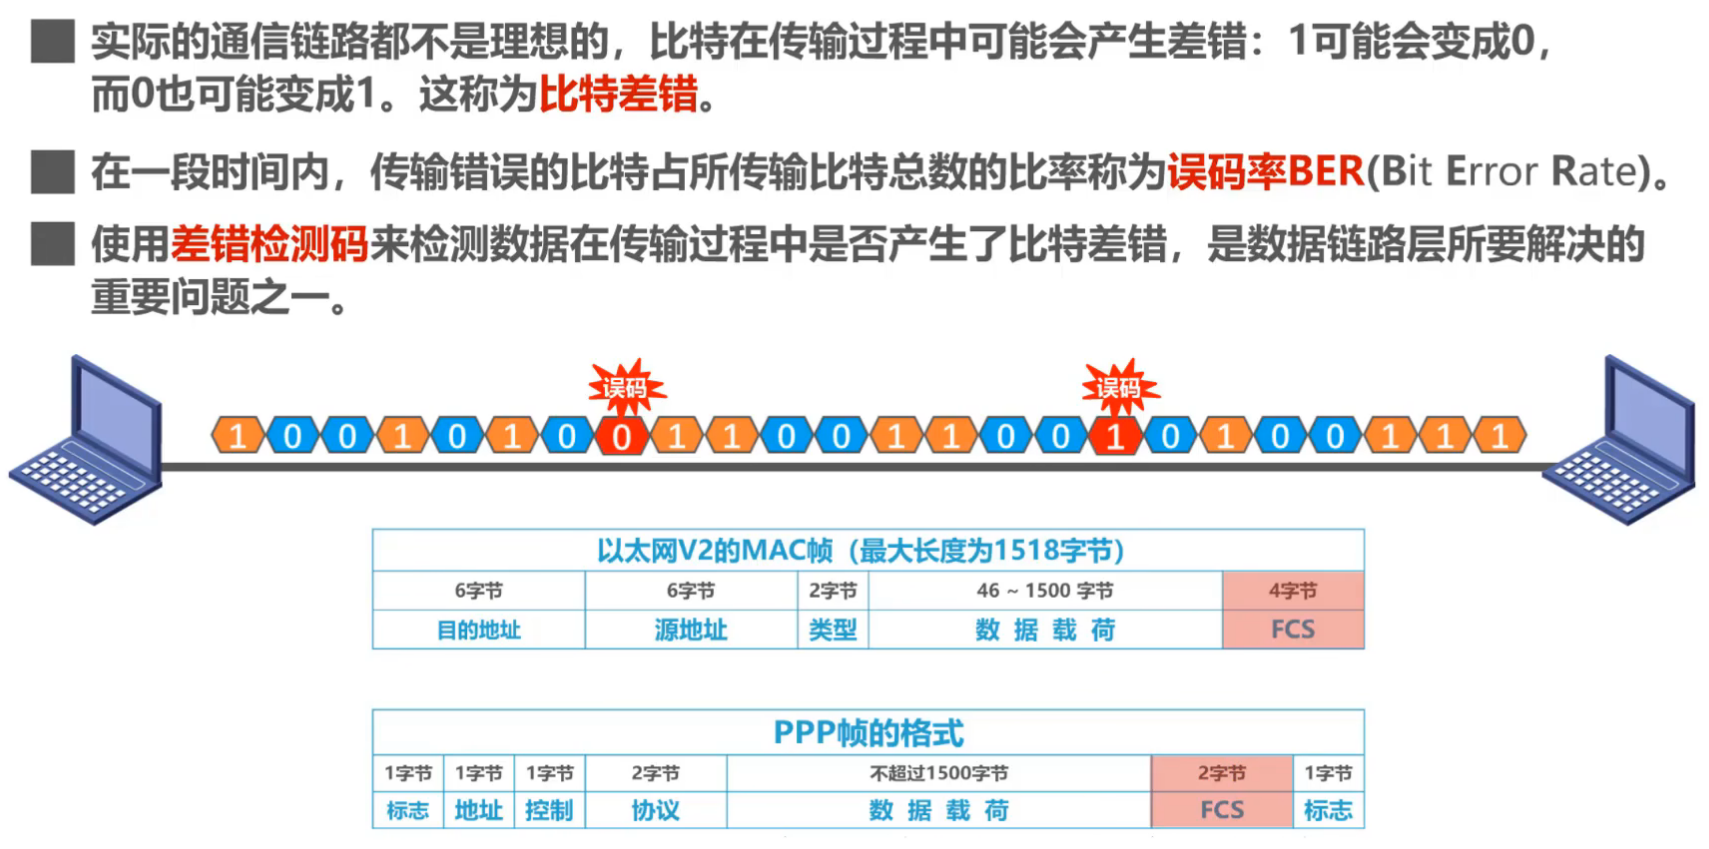 实际的通信链路都不是理想的，比特在传输过程中可能会产生差错：1可能会变成0，
而0也可能变成1。这称为比特差错。
在一段时间内，传输错误的比特占所传输比特总数的比率称为误码率BER(Bit Error Rate)。
使用差错检测码来检测数据在传输过程中是否产生了比特差错，是数据链路层所要解决的
重要问题之一。
误码 误码
1 0 0 1 0 1 0 0 1 1 0 0 1 1 0 0 1 0 1 0 0 1 1 1
以太网V2的MAC帧（最大长度为1518字节）
6字节 6字节 2字节 46 ~ 1500 字节 4字节
目的地址 源地址 类型 数 据 载 荷 FCS
PPP帧的格式
1字节 1字节 1字节 2字节 不超过1500字节 2字节 1字节
标志 地址 控制 协议 数 据 载 荷 FCS 标志